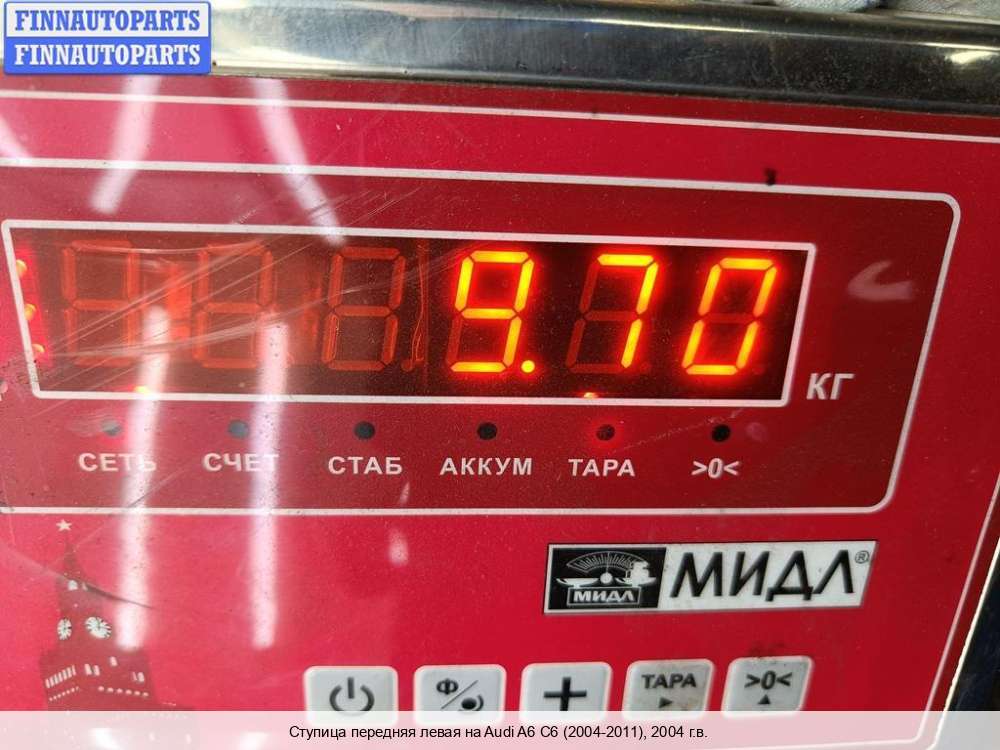 FINNAUTOPARTS
FINNAUTOPARTS
9.70
КГ
СЕТЬ СЧЕТ СТАБ АККУМ ТАРА >0<
МИДЛ МИДЛ®
Ф + ТАРА >0<
Ступица передняя левая на Audi A6 C6 (2004-2011), 2004 г.в.